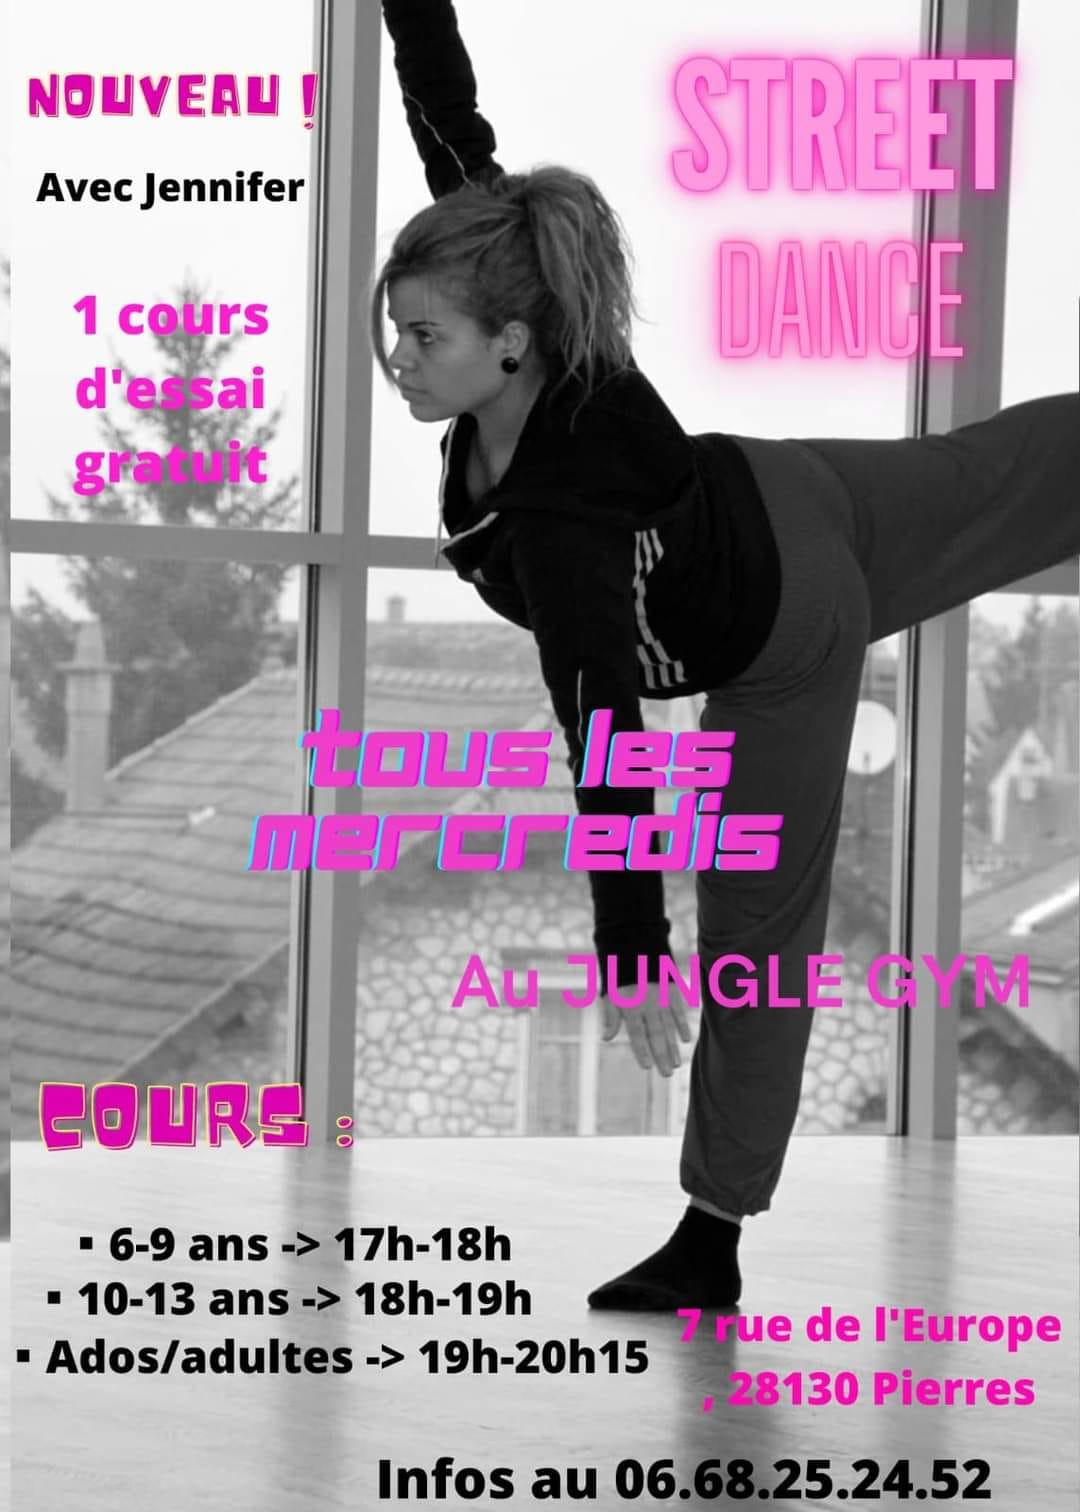 NOUVEAU !
Avec Jennifer
1 cours
d'essai
gratuit
STREET
DANCE
tous les
mercredis
Au JUNGLE GYM
COURS :
▪ 6-9 ans -> 17h-18h
▪ 10-13 ans -> 18h-19h
▪ Ados/adultes -> 19h-20h15
7 rue de l'Europe
, 28130 Pierres
Infos au 06.68.25.24.52